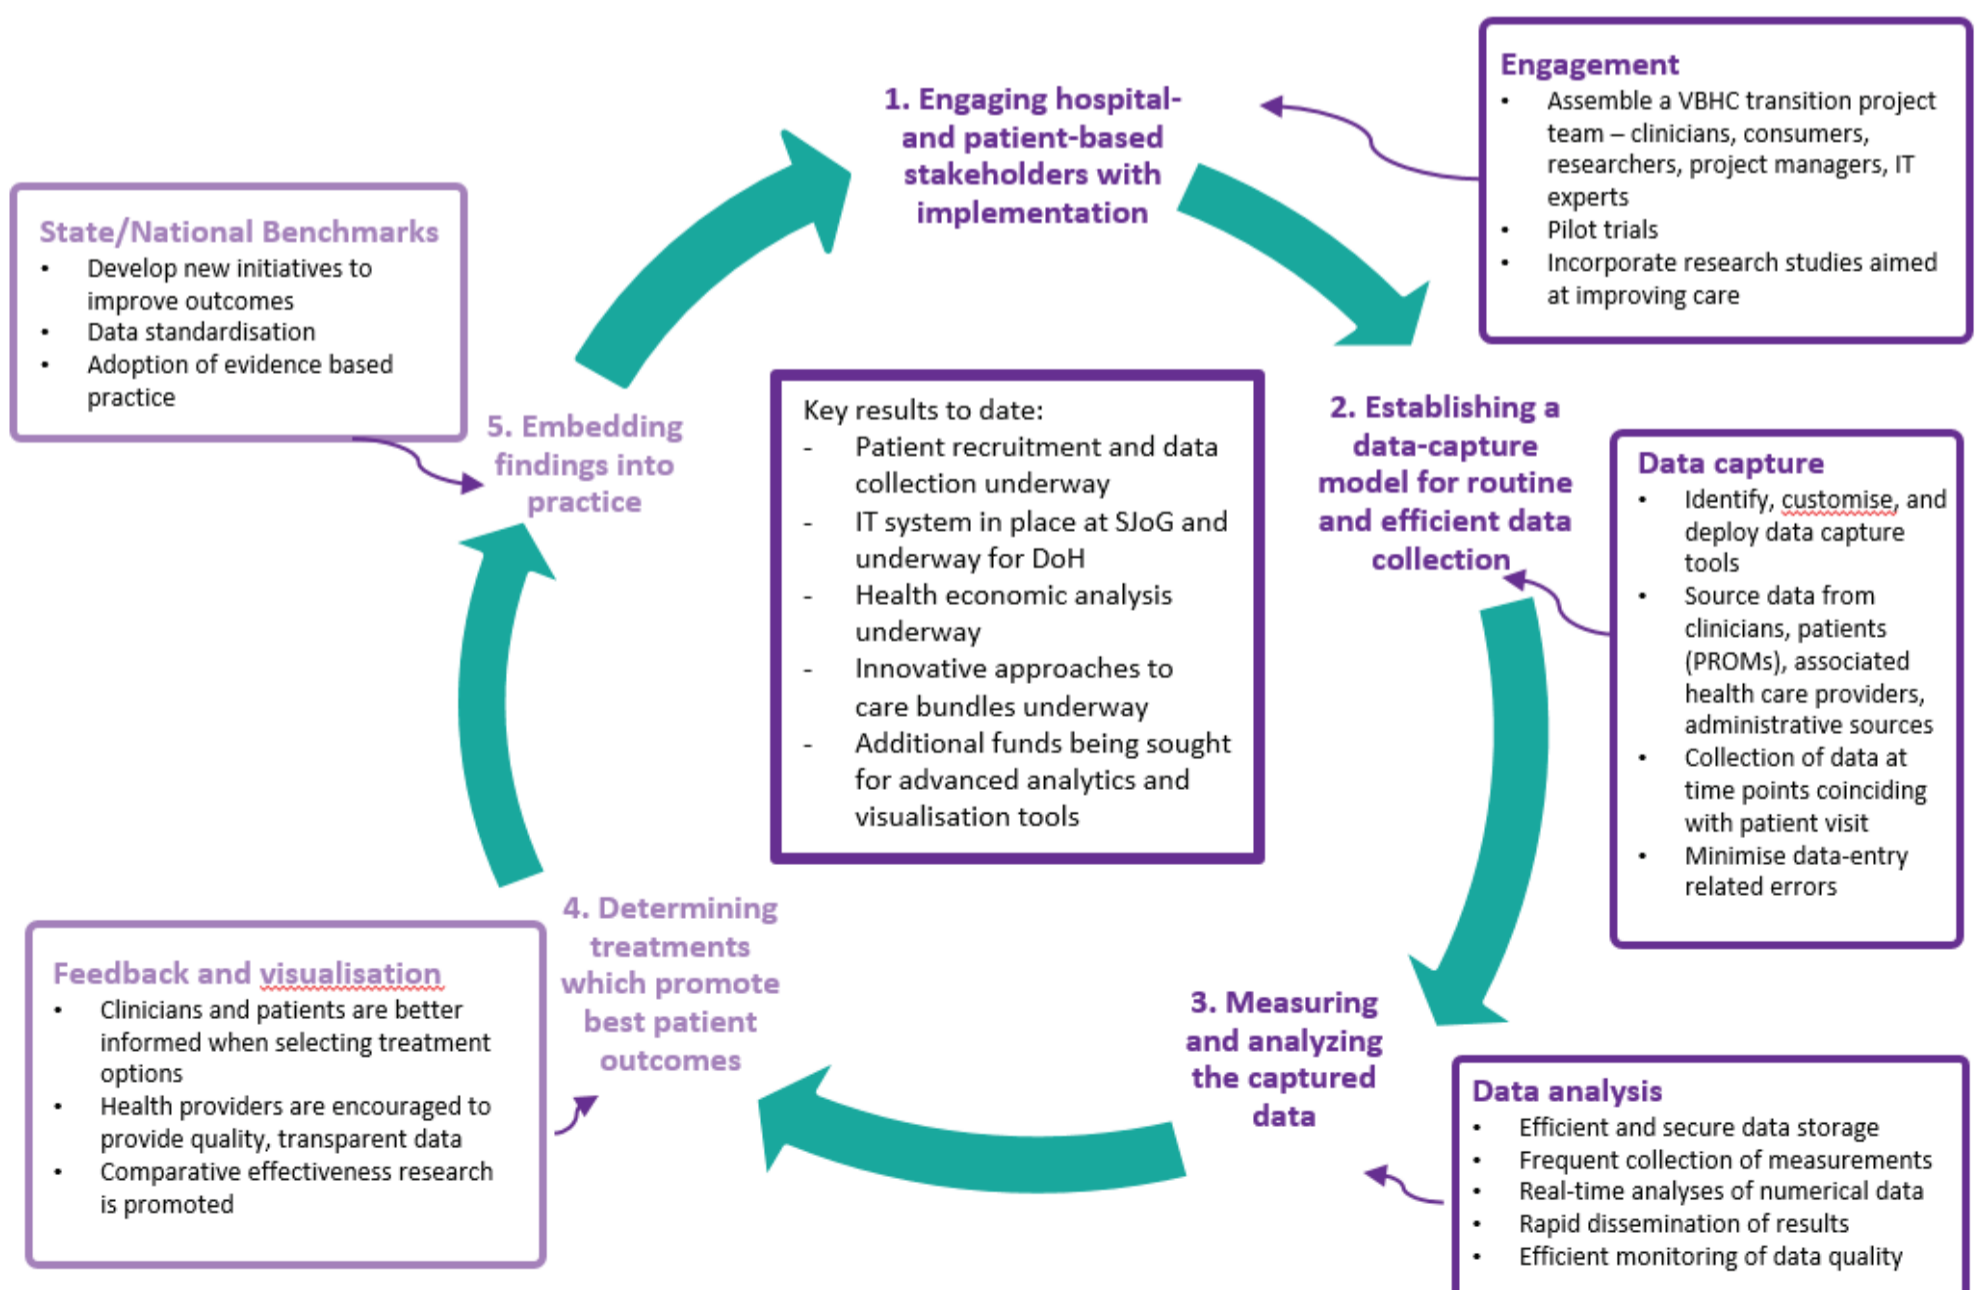 1. Engaging hospital-
and patient-based
stakeholders with
implementation
Engagement
• Assemble a VBHC transition project
team – clinicians, consumers,
researchers, project managers, IT
experts
• Pilot trials
• Incorporate research studies aimed
at improving care
2. Establishing a
data-capture
model for routine
and efficient data
collection
Data capture
• Identify, customise, and
deploy data capture
tools
• Source data from
clinicians, patients
(PROMs), associated
health care providers,
administrative sources
• Collection of data at
time points coinciding
with patient visit
• Minimise data-entry
related errors
3. Measuring
and analyzing
the captured
data
Data analysis
• Efficient and secure data storage
• Frequent collection of measurements
• Real-time analyses of numerical data
• Rapid dissemination of results
• Efficient monitoring of data quality
4. Determining
treatments
which promote
best patient
outcomes
Feedback and visualisation
• Clinicians and patients are better
informed when selecting treatment
options
• Health providers are encouraged to
provide quality, transparent data
• Comparative effectiveness research
is promoted
5. Embedding
findings into
practice
State/National Benchmarks
• Develop new initiatives to
improve outcomes
• Data standardisation
• Adoption of evidence based
practice
Key results to date:
- Patient recruitment and data
collection underway
- IT system in place at SJoG and
underway for DoH
- Health economic analysis
underway
- Innovative approaches to
care bundles underway
- Additional funds being sought
for advanced analytics and
visualisation tools